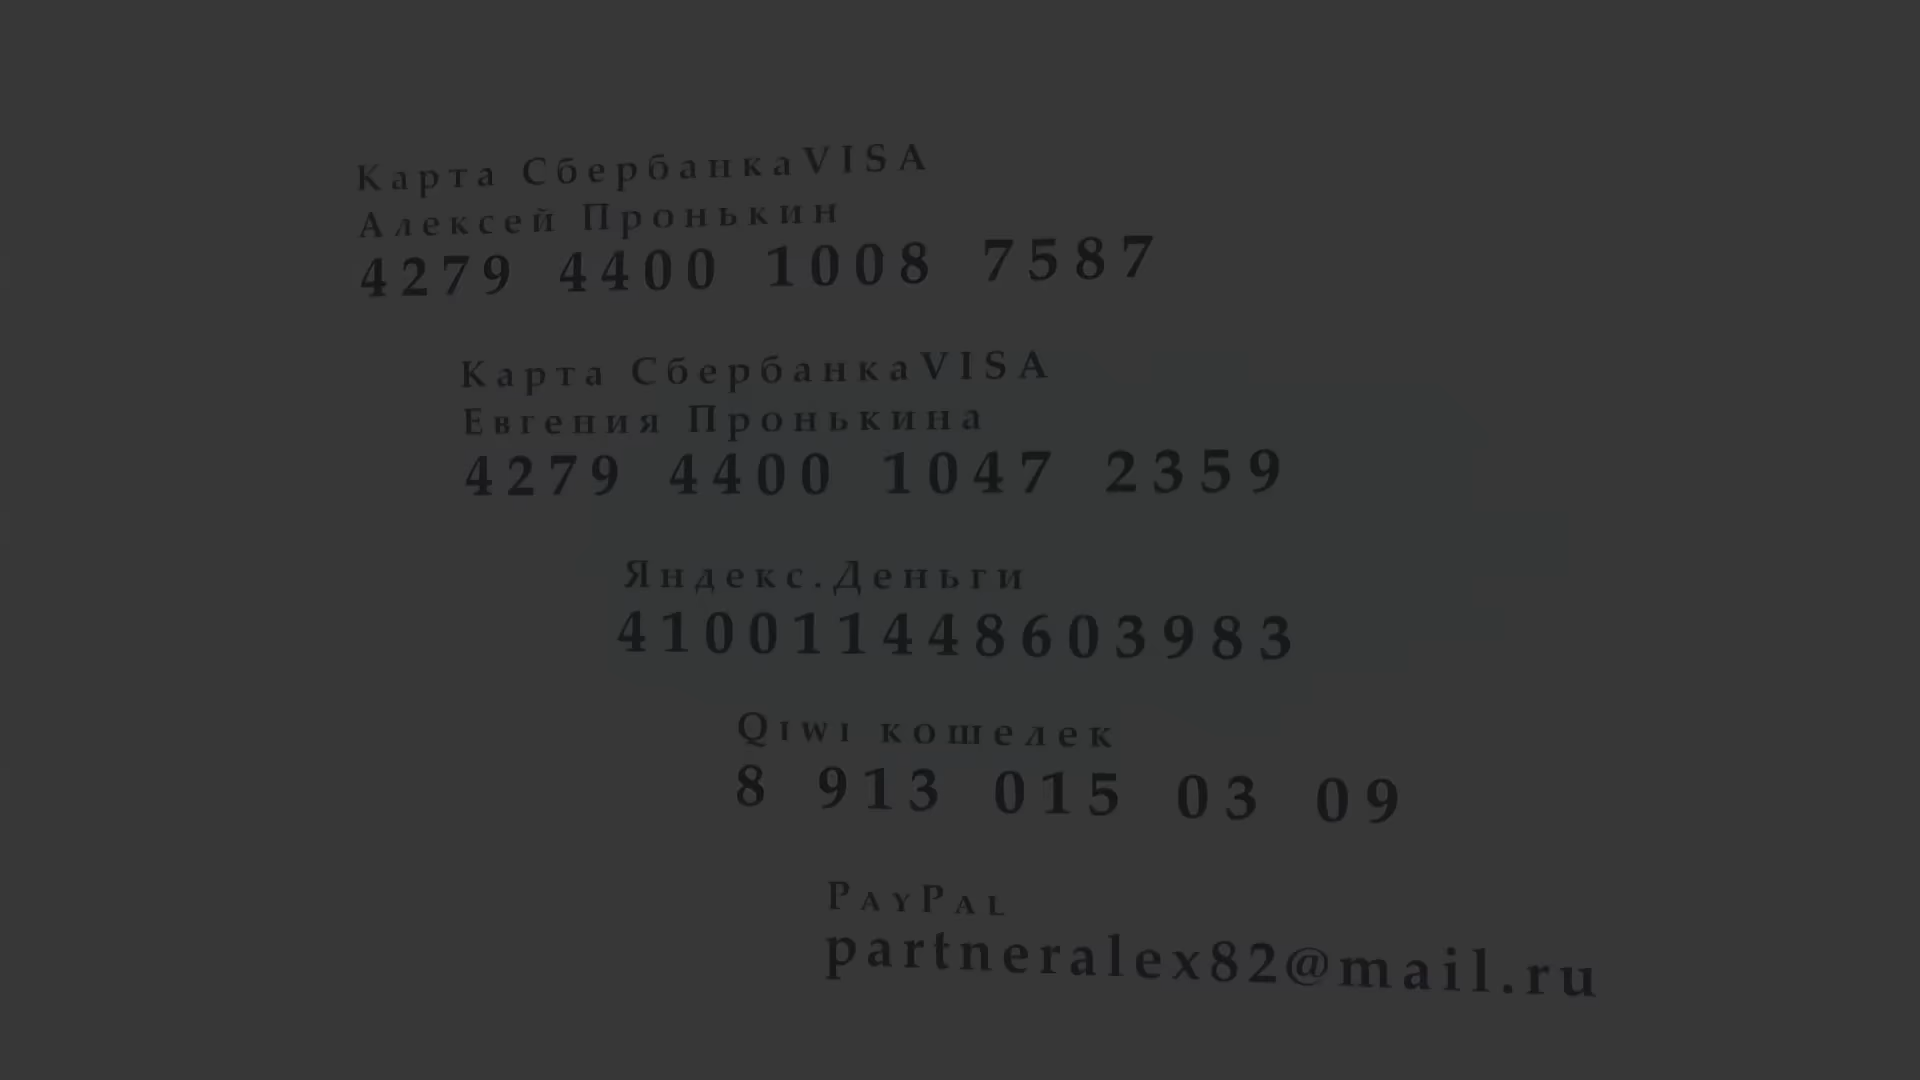 Карта СбербанкаVISA
Алексей Пронькин
4279 4400 1008 7587
Карта СбербанкаVISA
Евгения Пронькина
4279 4400 1047 2359
Яндекс.Деньги
410011448603983
Qiwi кошелек
8 913 015 03 09
PayPal
partneralex82@mail.ru